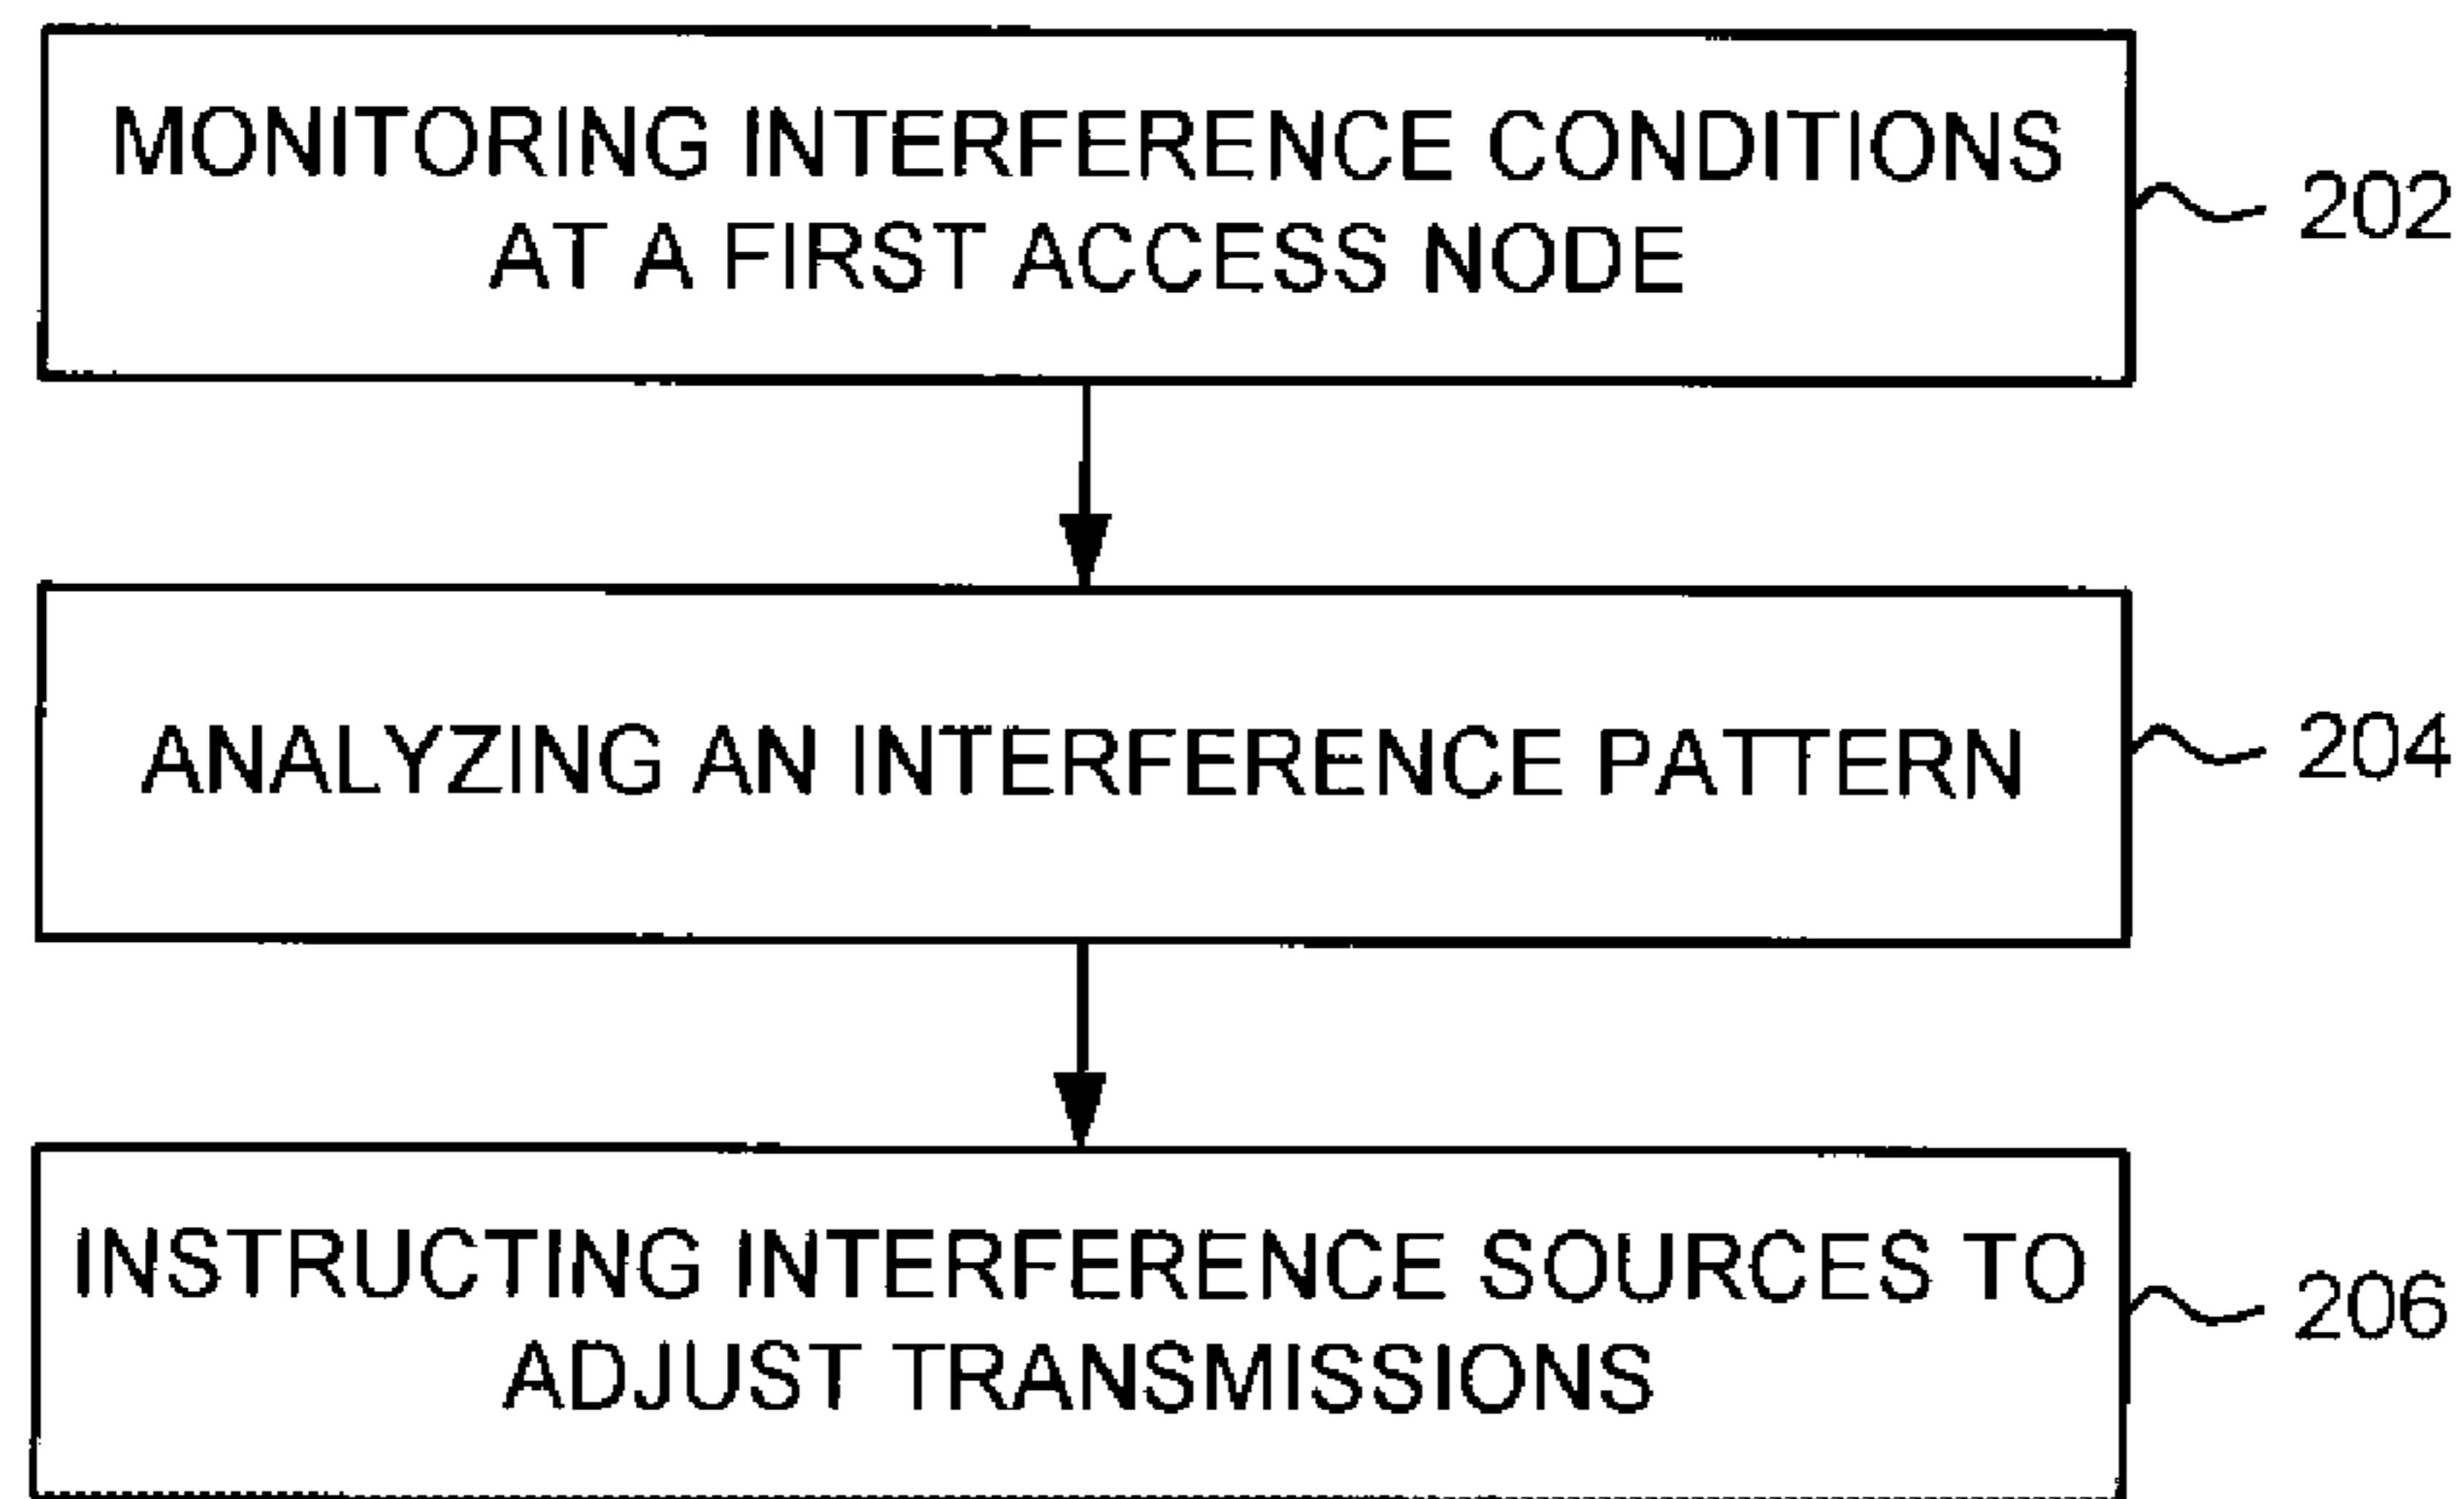 MONITORING INTERFERENCE CONDITIONS
AT A FIRST ACCESS NODE
202
ANALYZING AN INTERFERENCE PATTERN
204
INSTRUCTING INTERFERENCE SOURCES TO
ADJUST TRANSMISSIONS
206